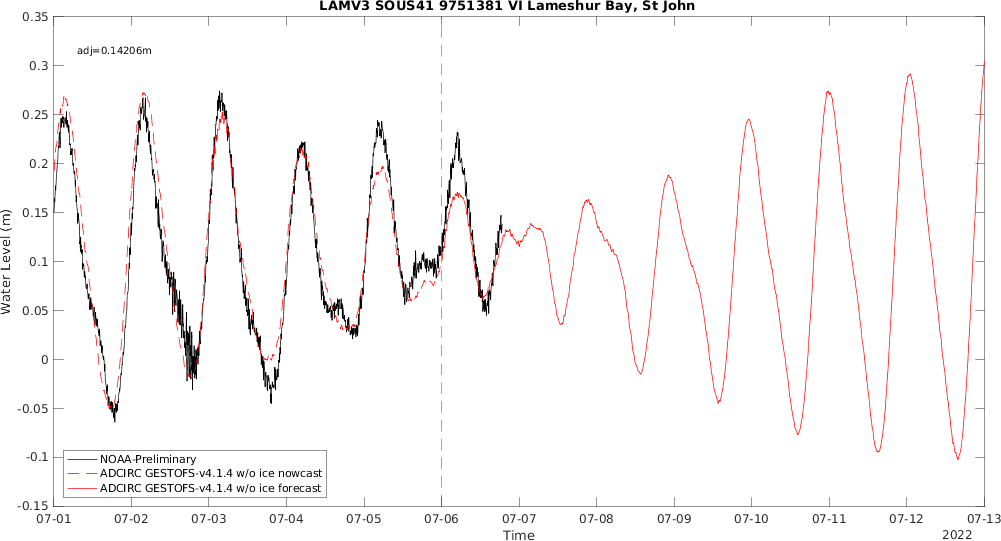 LAMV3 SOUS41 9751381 VI Lameshur Bay, St John
0.35
0.3
0.25
0.2
0.15
0.1
0.05
0
-0.05
-0.1
-0.15
Water Level (m)
adj=0.14206m
NOAA-Preliminary
ADCIRC GESTOFS-v4.1.4 w/o ice nowcast
ADCIRC GESTOFS-v4.1.4 w/o ice forecast
07-01 07-02 07-03 07-04 07-05 07-06 07-07 07-08 07-09 07-10 07-11 07-12 07-13
Time
2022